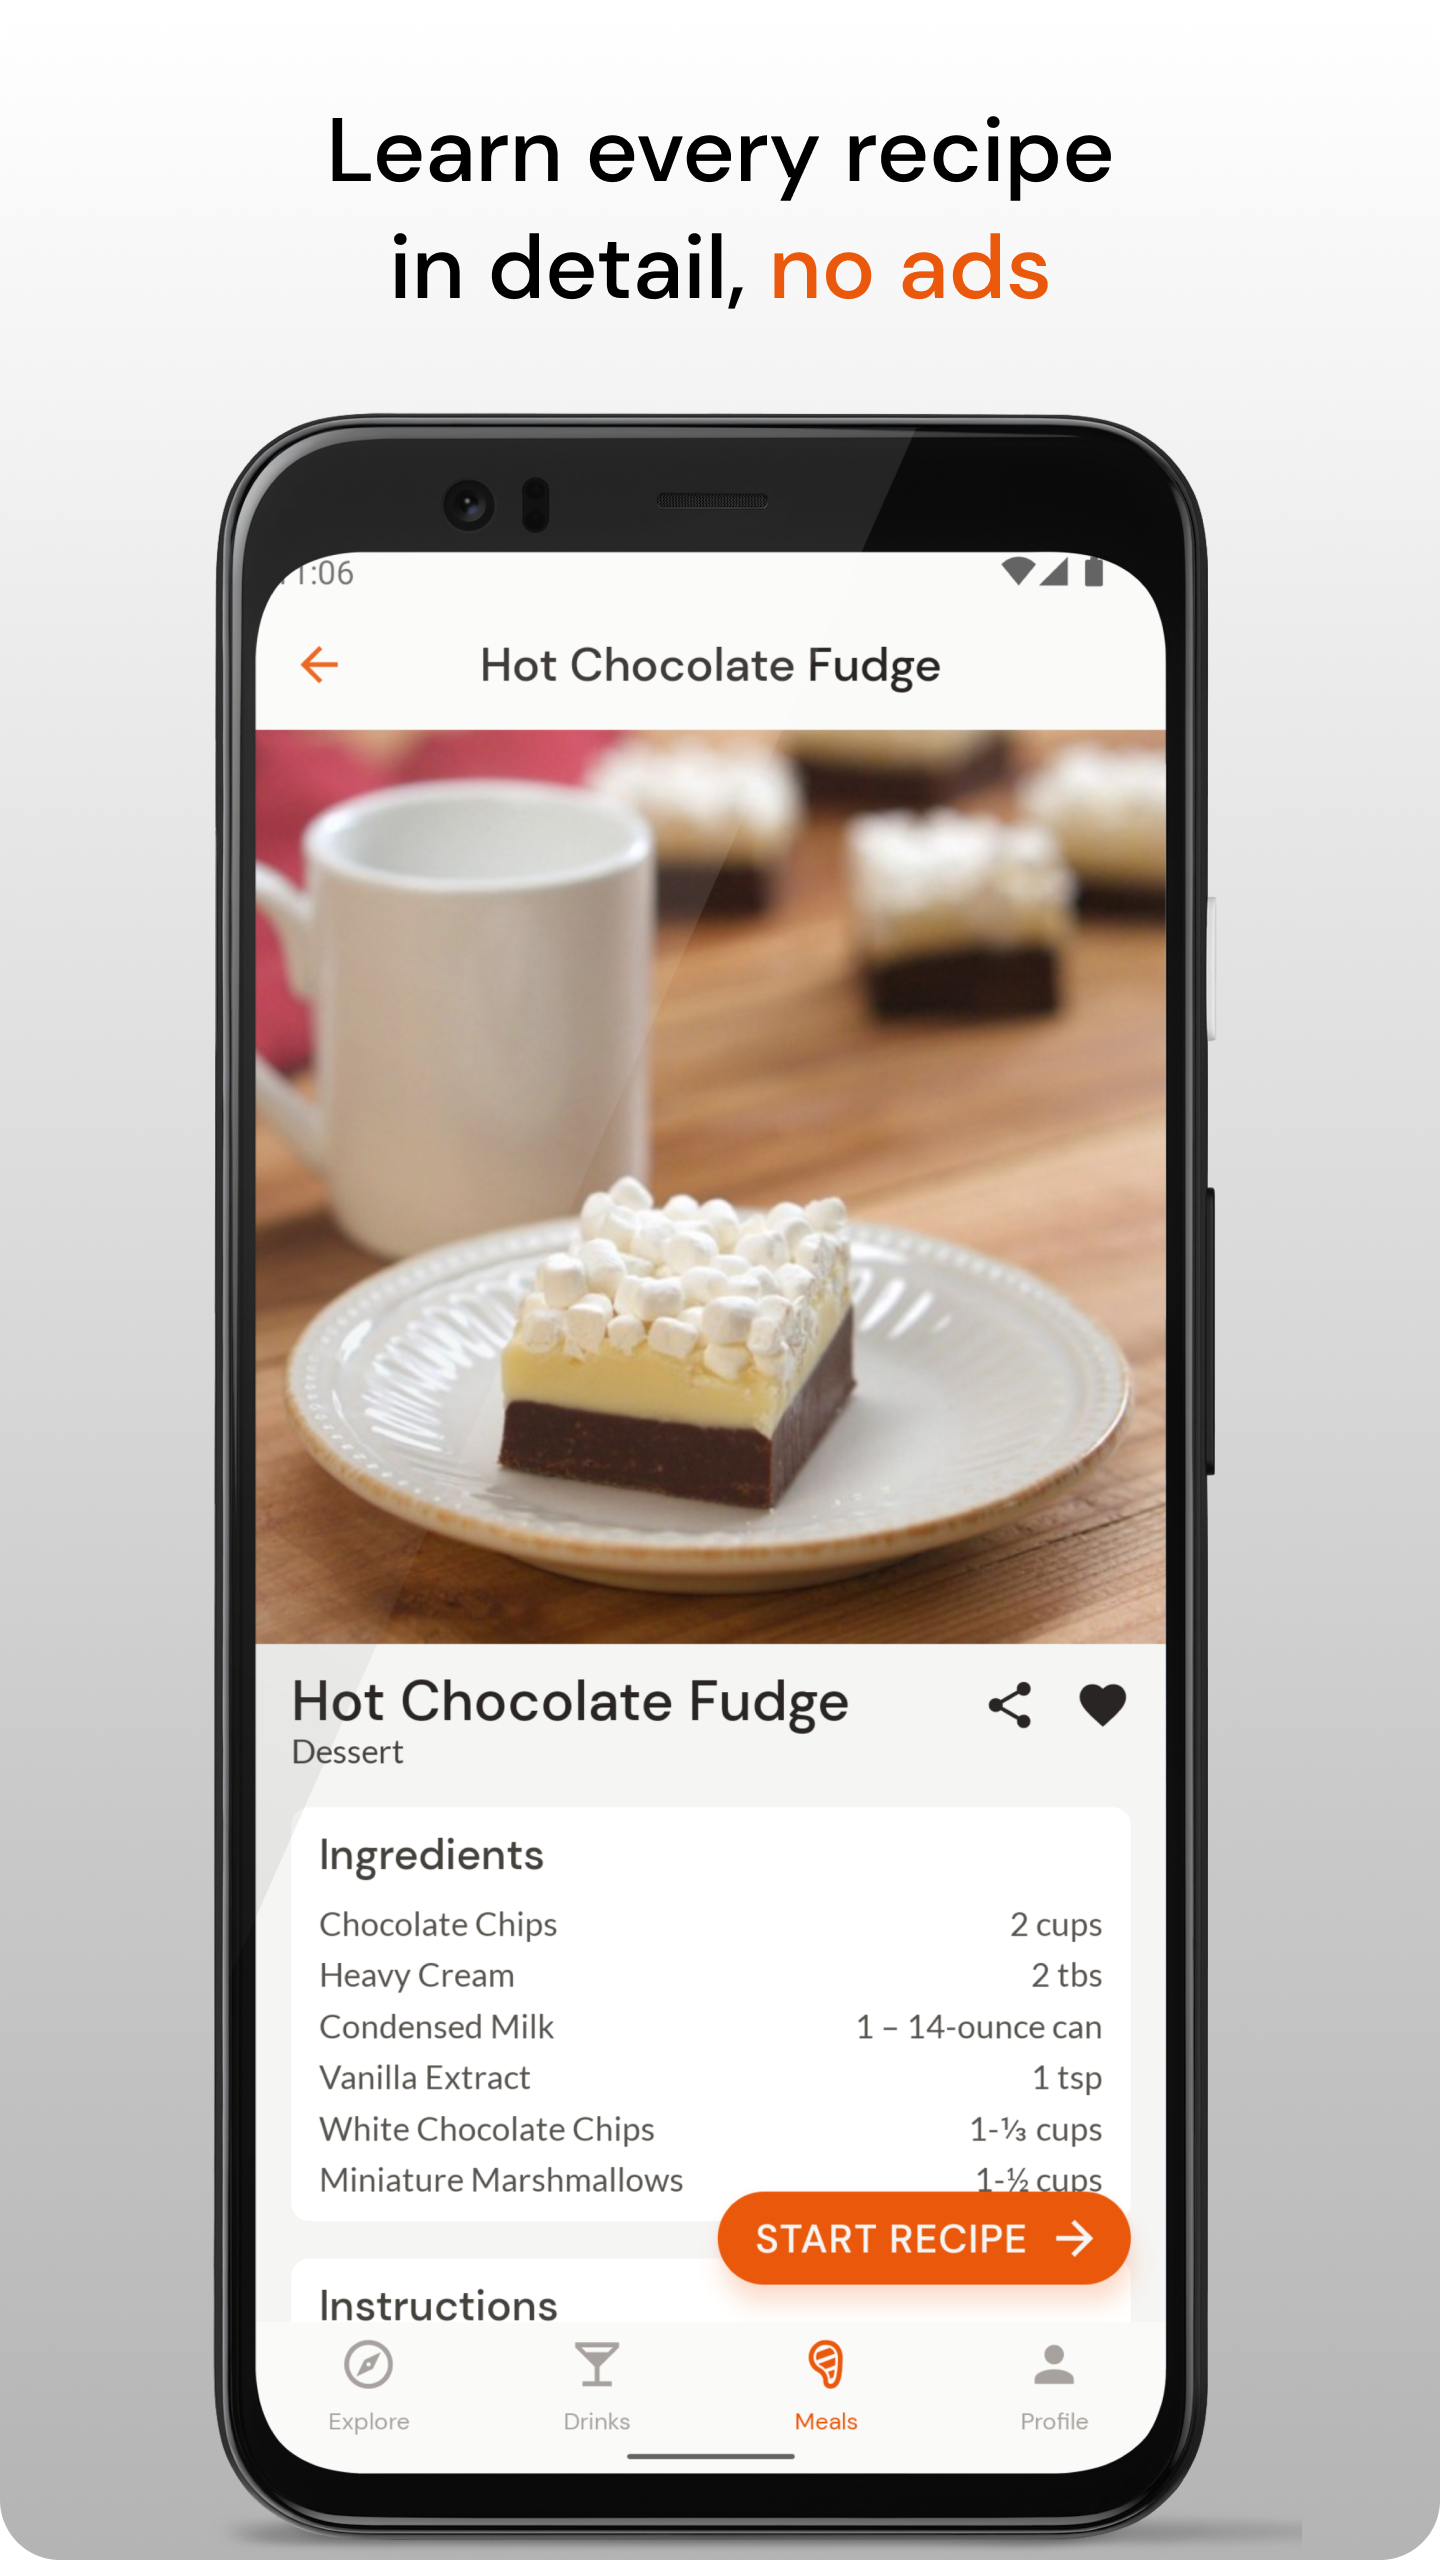 Learn every recipe
in detail, no ads
11:06
Hot Chocolate Fudge
Hot Chocolate Fudge
Dessert
Ingredients
Chocolate Chips 2 cups
Heavy Cream 2 tbs
Condensed Milk 1 – 14-ounce can
Vanilla Extract 1 tsp
White Chocolate Chips 1-⅓ cups
Miniature Marshmallows 1-½ cups
START RECIPE
Instructions
Explore Drinks Meals Profile